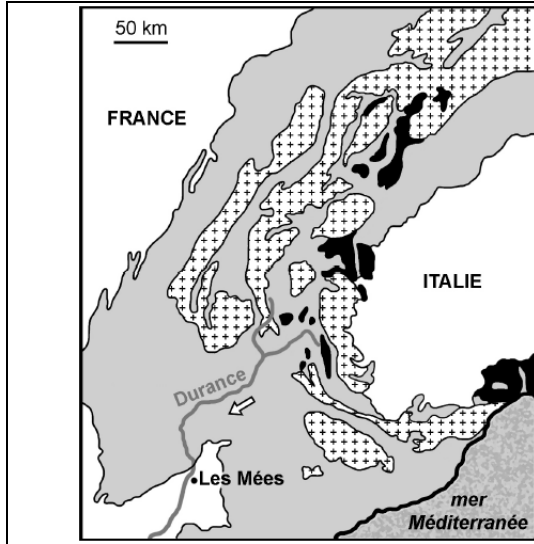 50 km
FRANCE
ITALIE
Durance
Les Mées
mer
Méditerranée